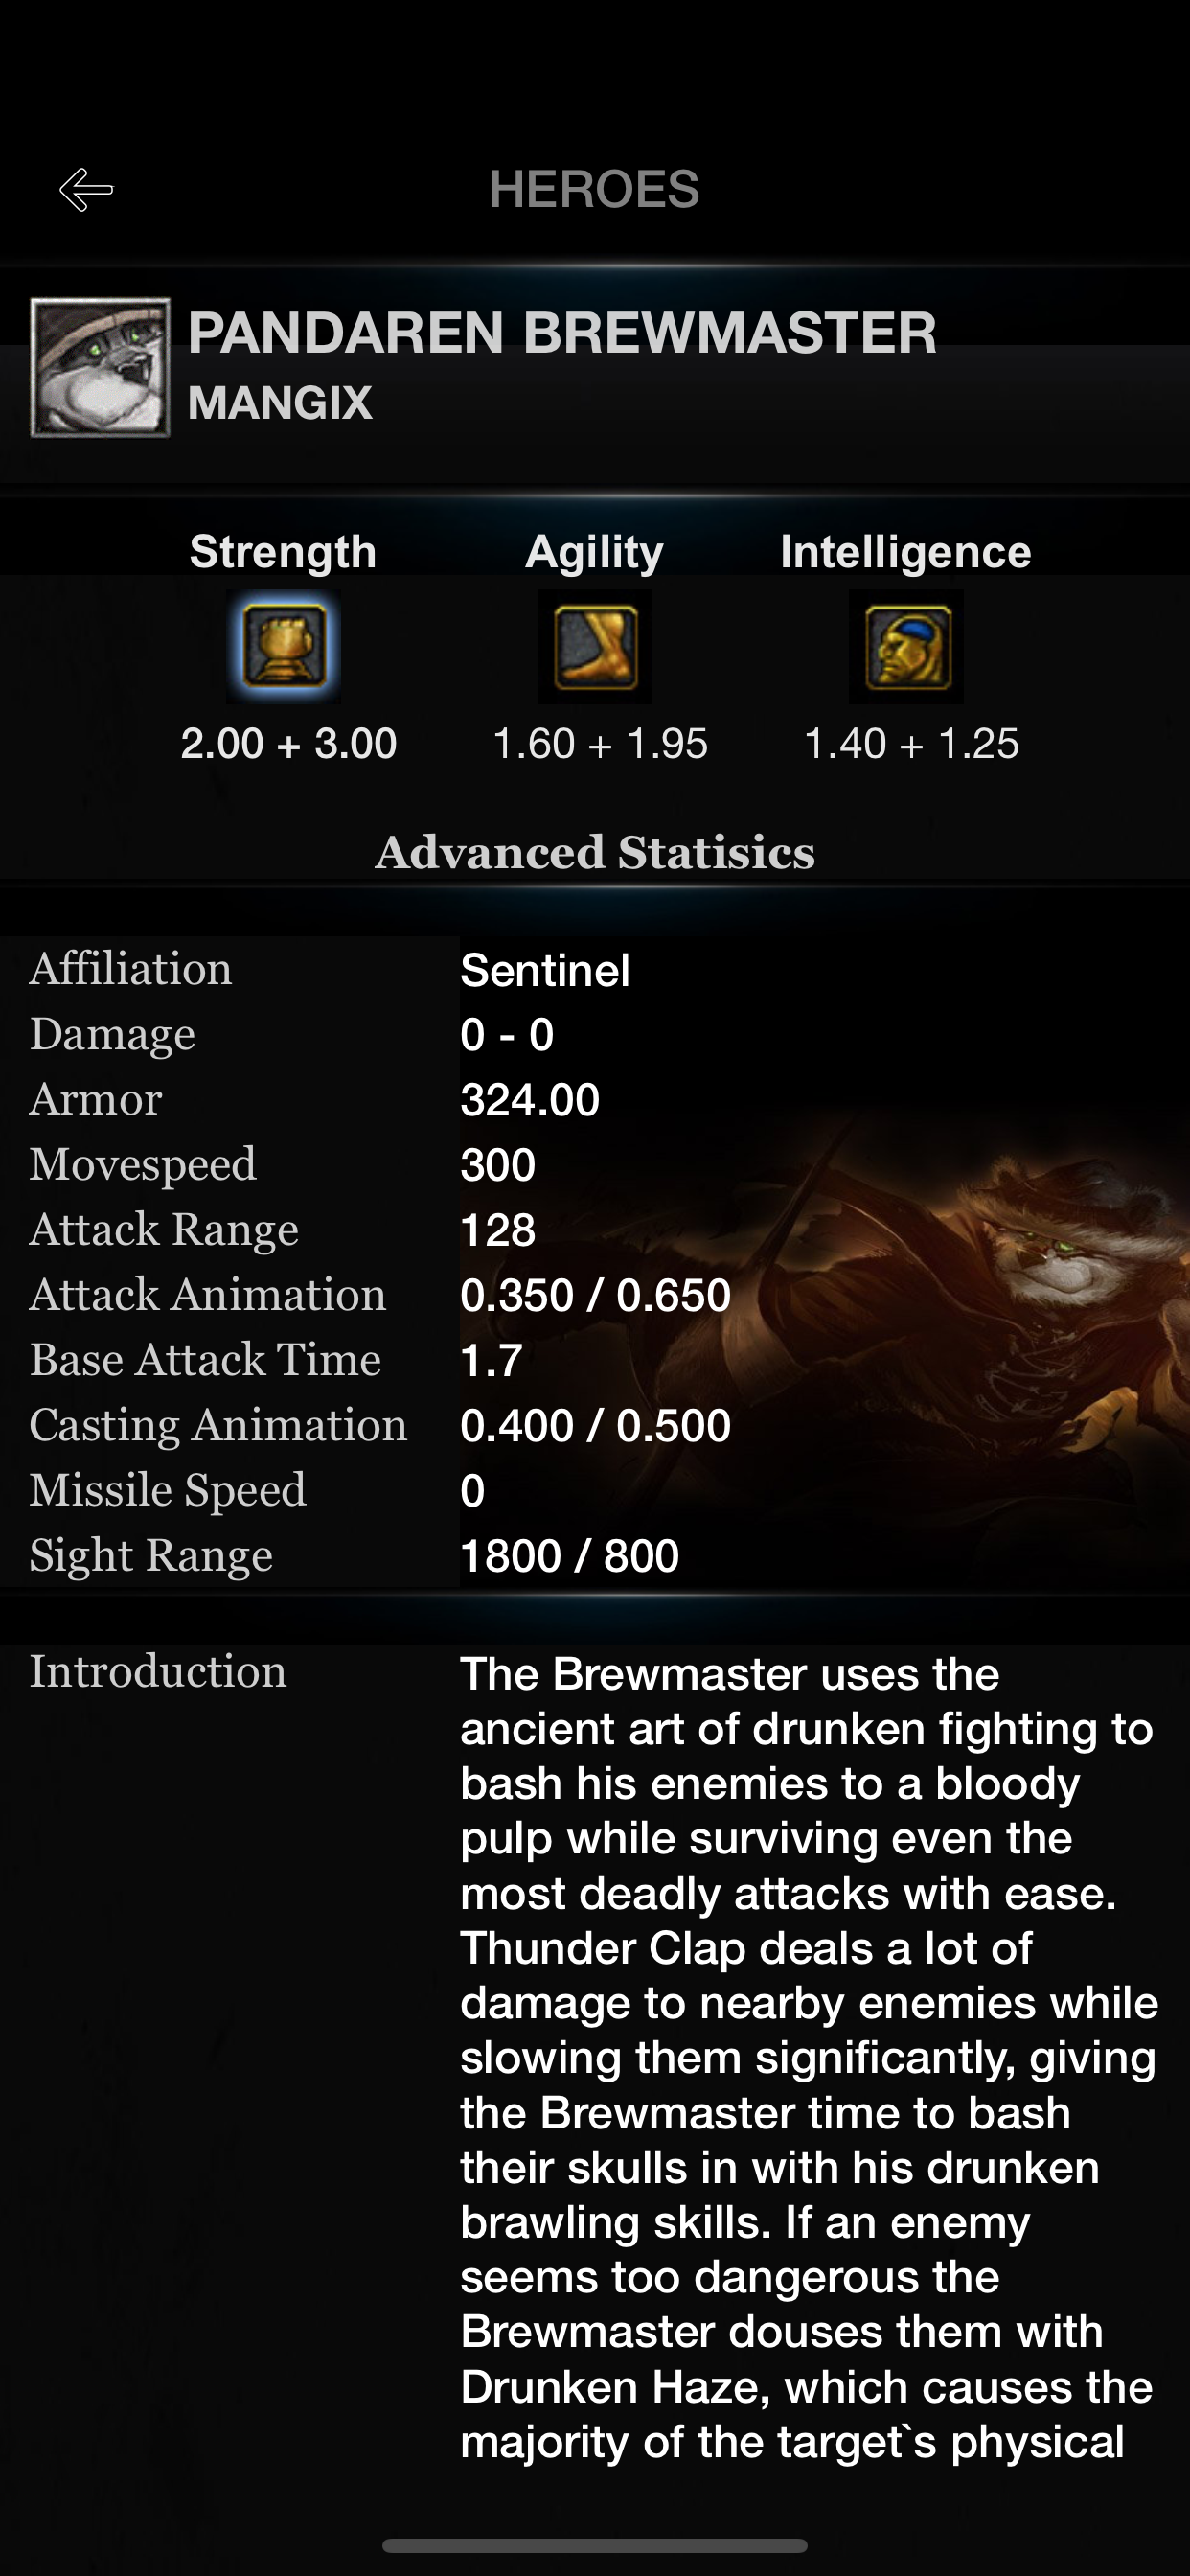 HEROES
PANDAREN BREWMASTER
MANGIX
Strength Agility Intelligence
2.00 + 3.00 1.60 + 1.95 1.40 + 1.25
Advanced Statisics
Affiliation Sentinel
Damage 0 - 0
Armor 324.00
Movespeed 300
Attack Range 128
Attack Animation 0.350 / 0.650
Base Attack Time 1.7
Casting Animation 0.400 / 0.500
Missile Speed 0
Sight Range 1800 / 800
Introduction The Brewmaster uses the
ancient art of drunken fighting to
bash his enemies to a bloody
pulp while surviving even the
most deadly attacks with ease.
Thunder Clap deals a lot of
damage to nearby enemies while
slowing them significantly, giving
the Brewmaster time to bash
their skulls in with his drunken
brawling skills. If an enemy
seems too dangerous the
Brewmaster douses them with
Drunken Haze, which causes the
majority of the target`s physical